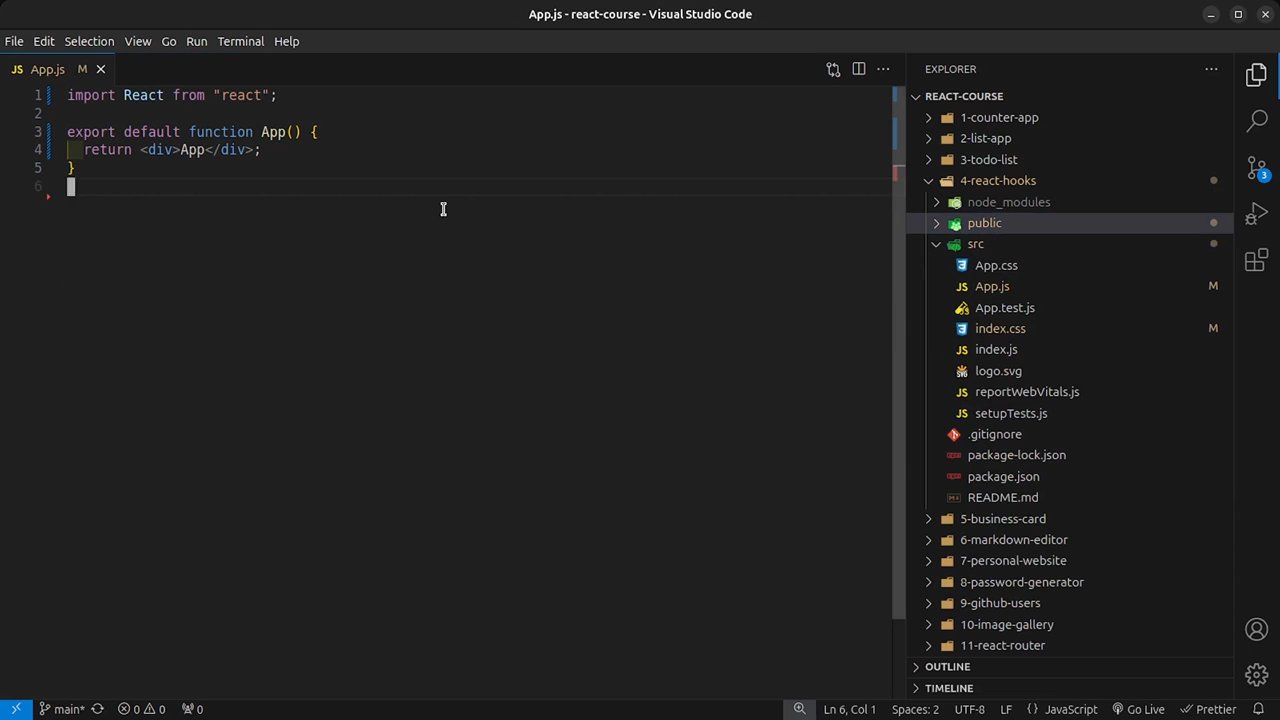 App.js - react-course - Visual Studio Code
File Edit Selection View Go Run Terminal Help
JS App.js M
1 import React from "react";
2
3 export default function App() {
4 return <div>App</div>;
5 }
6
EXPLORER
REACT-COURSE
1-counter-app
2-list-app
3-todo-list
4-react-hooks
node_modules
public
src
App.css
JS App.js M
App.test.js
index.css M
JS index.js
logo.svg
JS reportWebVitals.js
JS setupTests.js
.gitignore
package-lock.json
package.json
README.md
5-business-card
6-markdown-editor
7-personal-website
8-password-generator
9-github-users
10-image-gallery
11-react-router
OUTLINE
TIMELINE
3
main* 0 0 0 Ln 6, Col 1 Spaces: 2 UTF-8 LF {} JavaScript Go Live Prettier